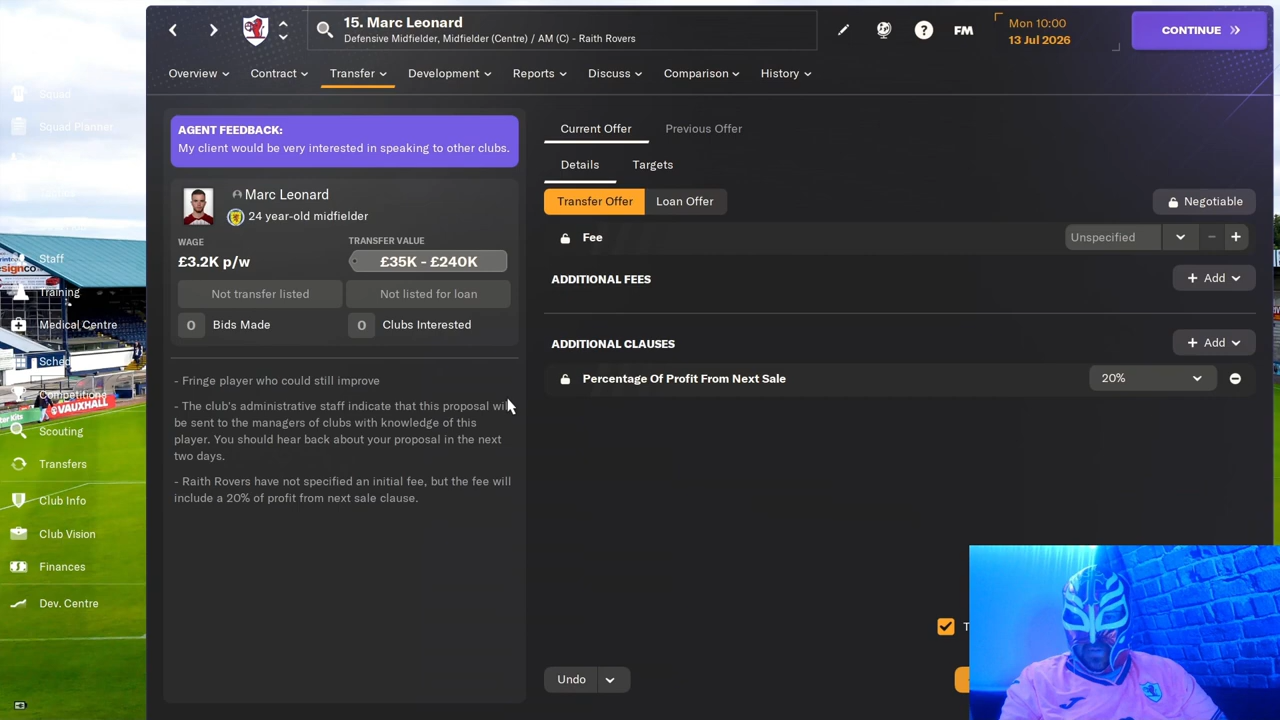 15. Marc Leonard
Defensive Midfielder, Midfielder (Centre) / AM (C) - Raith Rovers
FM
Mon 10:00
13 Jul 2026
CONTINUE
Overview
Contract
Transfer
Development
Reports
Discuss
Comparison
History
Squad
Squad Planner
Staff
Training
Medical Centre
Sched
Competitions
VAUXHALL
Scouting
Transfers
Club Info
Club Vision
Finances
Dev. Centre
AGENT FEEDBACK:
My client would be very interested in speaking to other clubs.
Marc Leonard
24 year-old midfielder
WAGE
TRANSFER VALUE
£3.2K p/w
£35K - £240K
Not transfer listed
Not listed for loan
0 Bids Made
0 Clubs Interested
- Fringe player who could still improve
- The club's administrative staff indicate that this proposal will
be sent to the managers of clubs with knowledge of this
player. You should hear back about your proposal in the next
two days.
- Raith Rovers have not specified an initial fee, but the fee will
include a 20% of profit from next sale clause.
Current Offer
Previous Offer
Details
Targets
Transfer Offer
Loan Offer
Negotiable
Fee
Unspecified
ADDITIONAL FEES
Add
ADDITIONAL CLAUSES
Add
Percentage Of Profit From Next Sale
20%
Undo